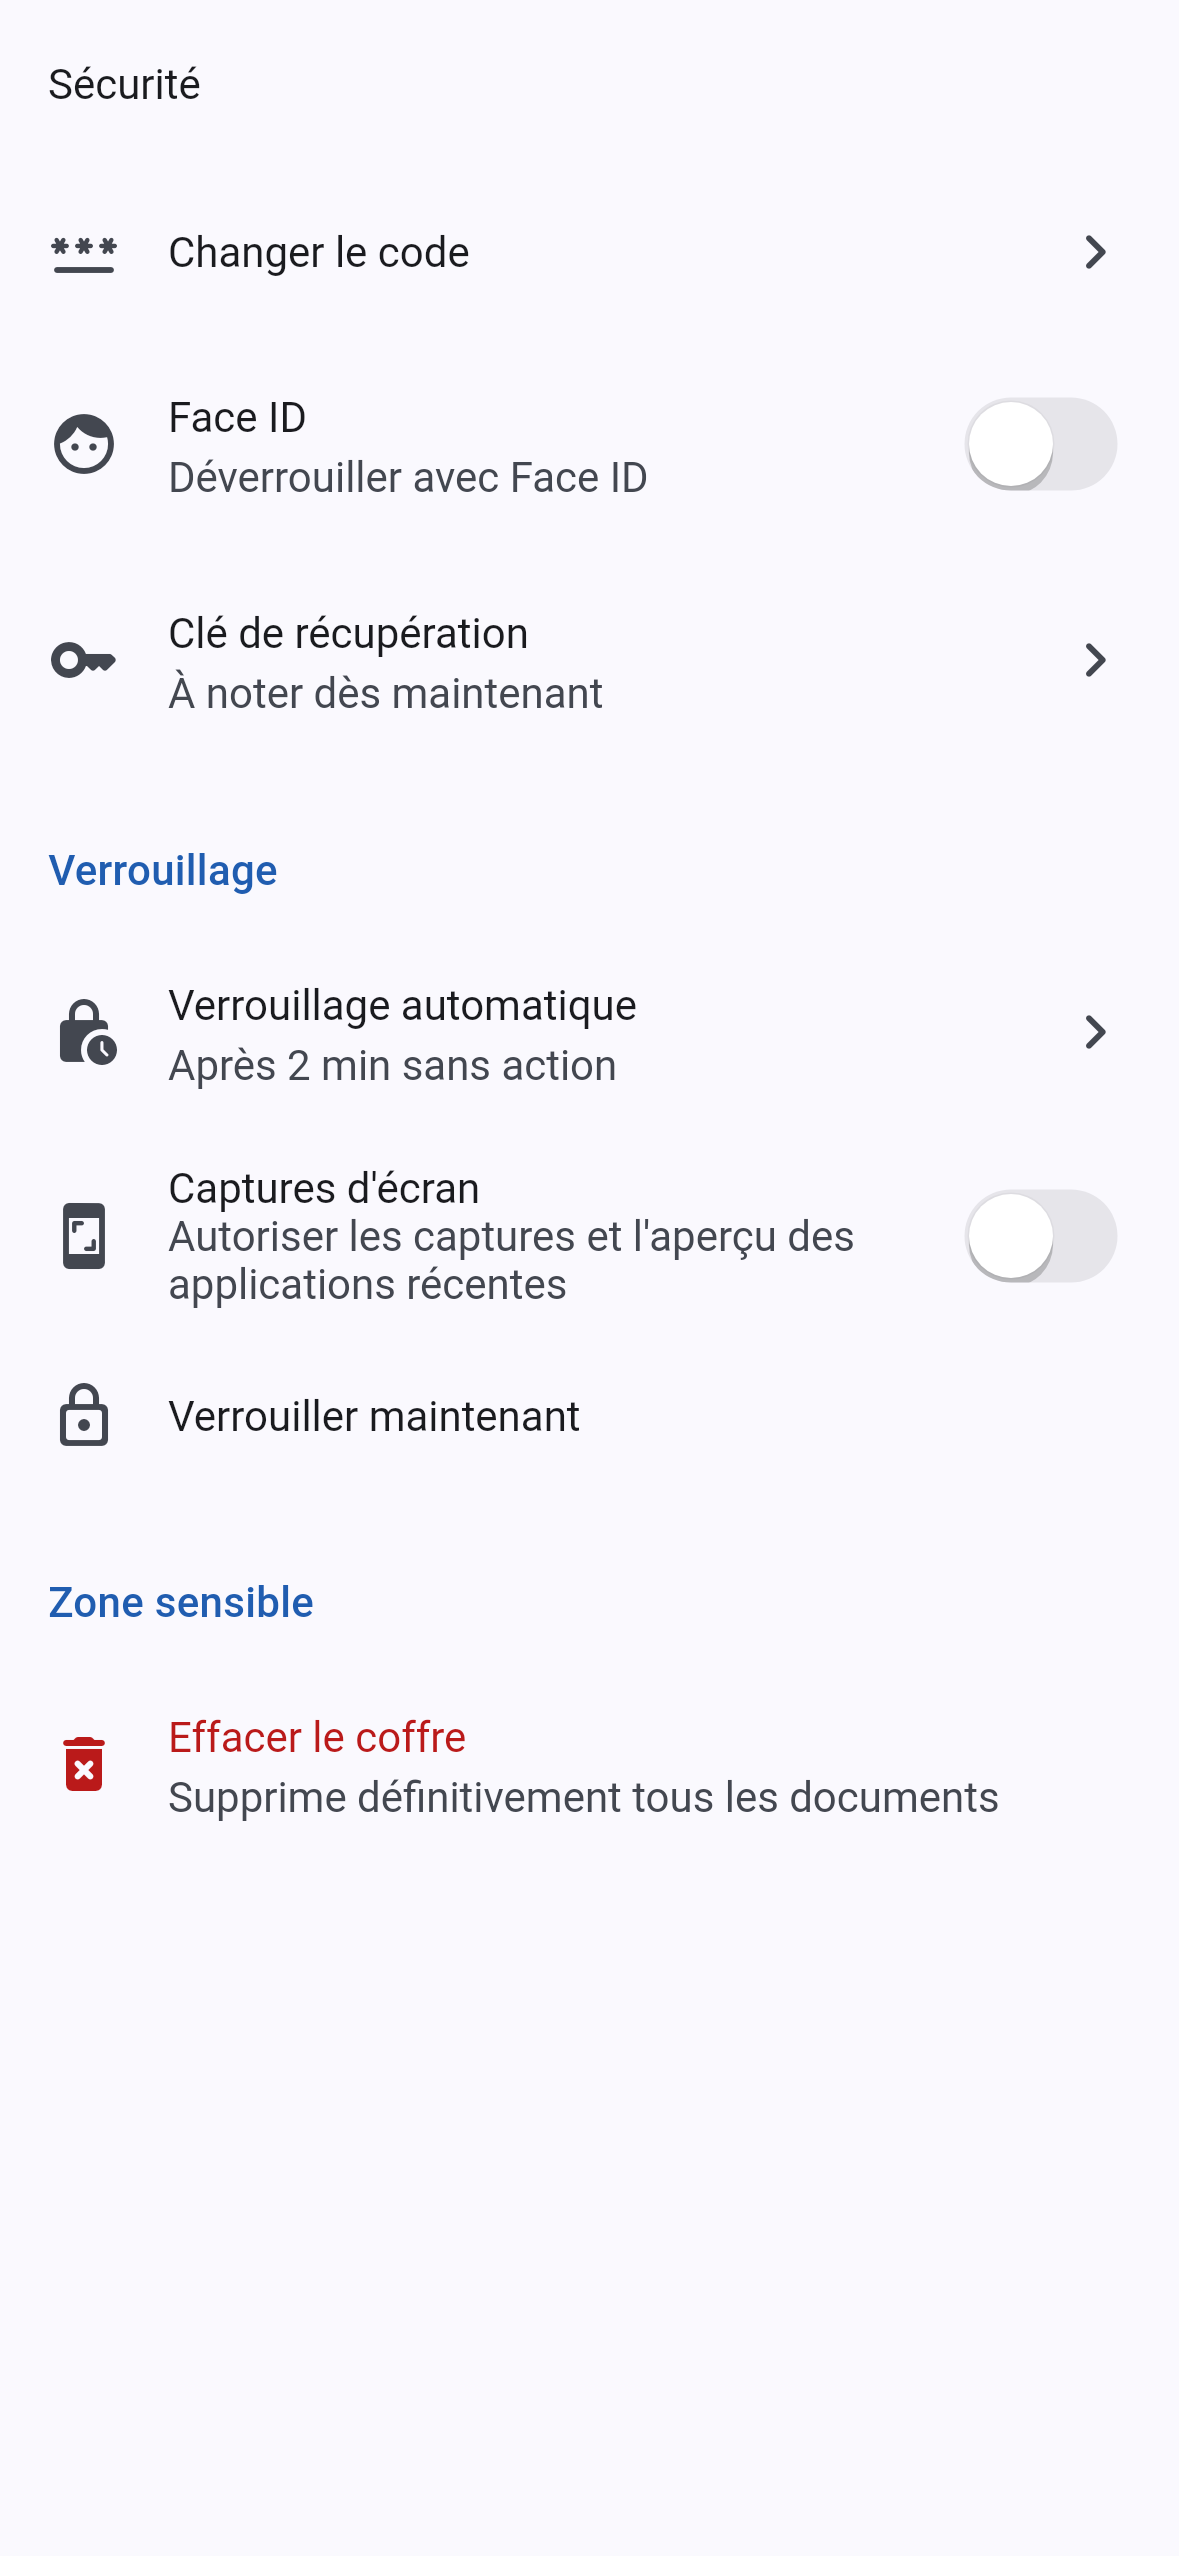 Sécurité
Changer le code
Face ID
Déverrouiller avec Face ID
Clé de récupération
À noter dès maintenant
Verrouillage
Verrouillage automatique
Après 2 min sans action
Captures d'écran
Autoriser les captures et l'aperçu des
applications récentes
Verrouiller maintenant
Zone sensible
Effacer le coffre
Supprime définitivement tous les documents